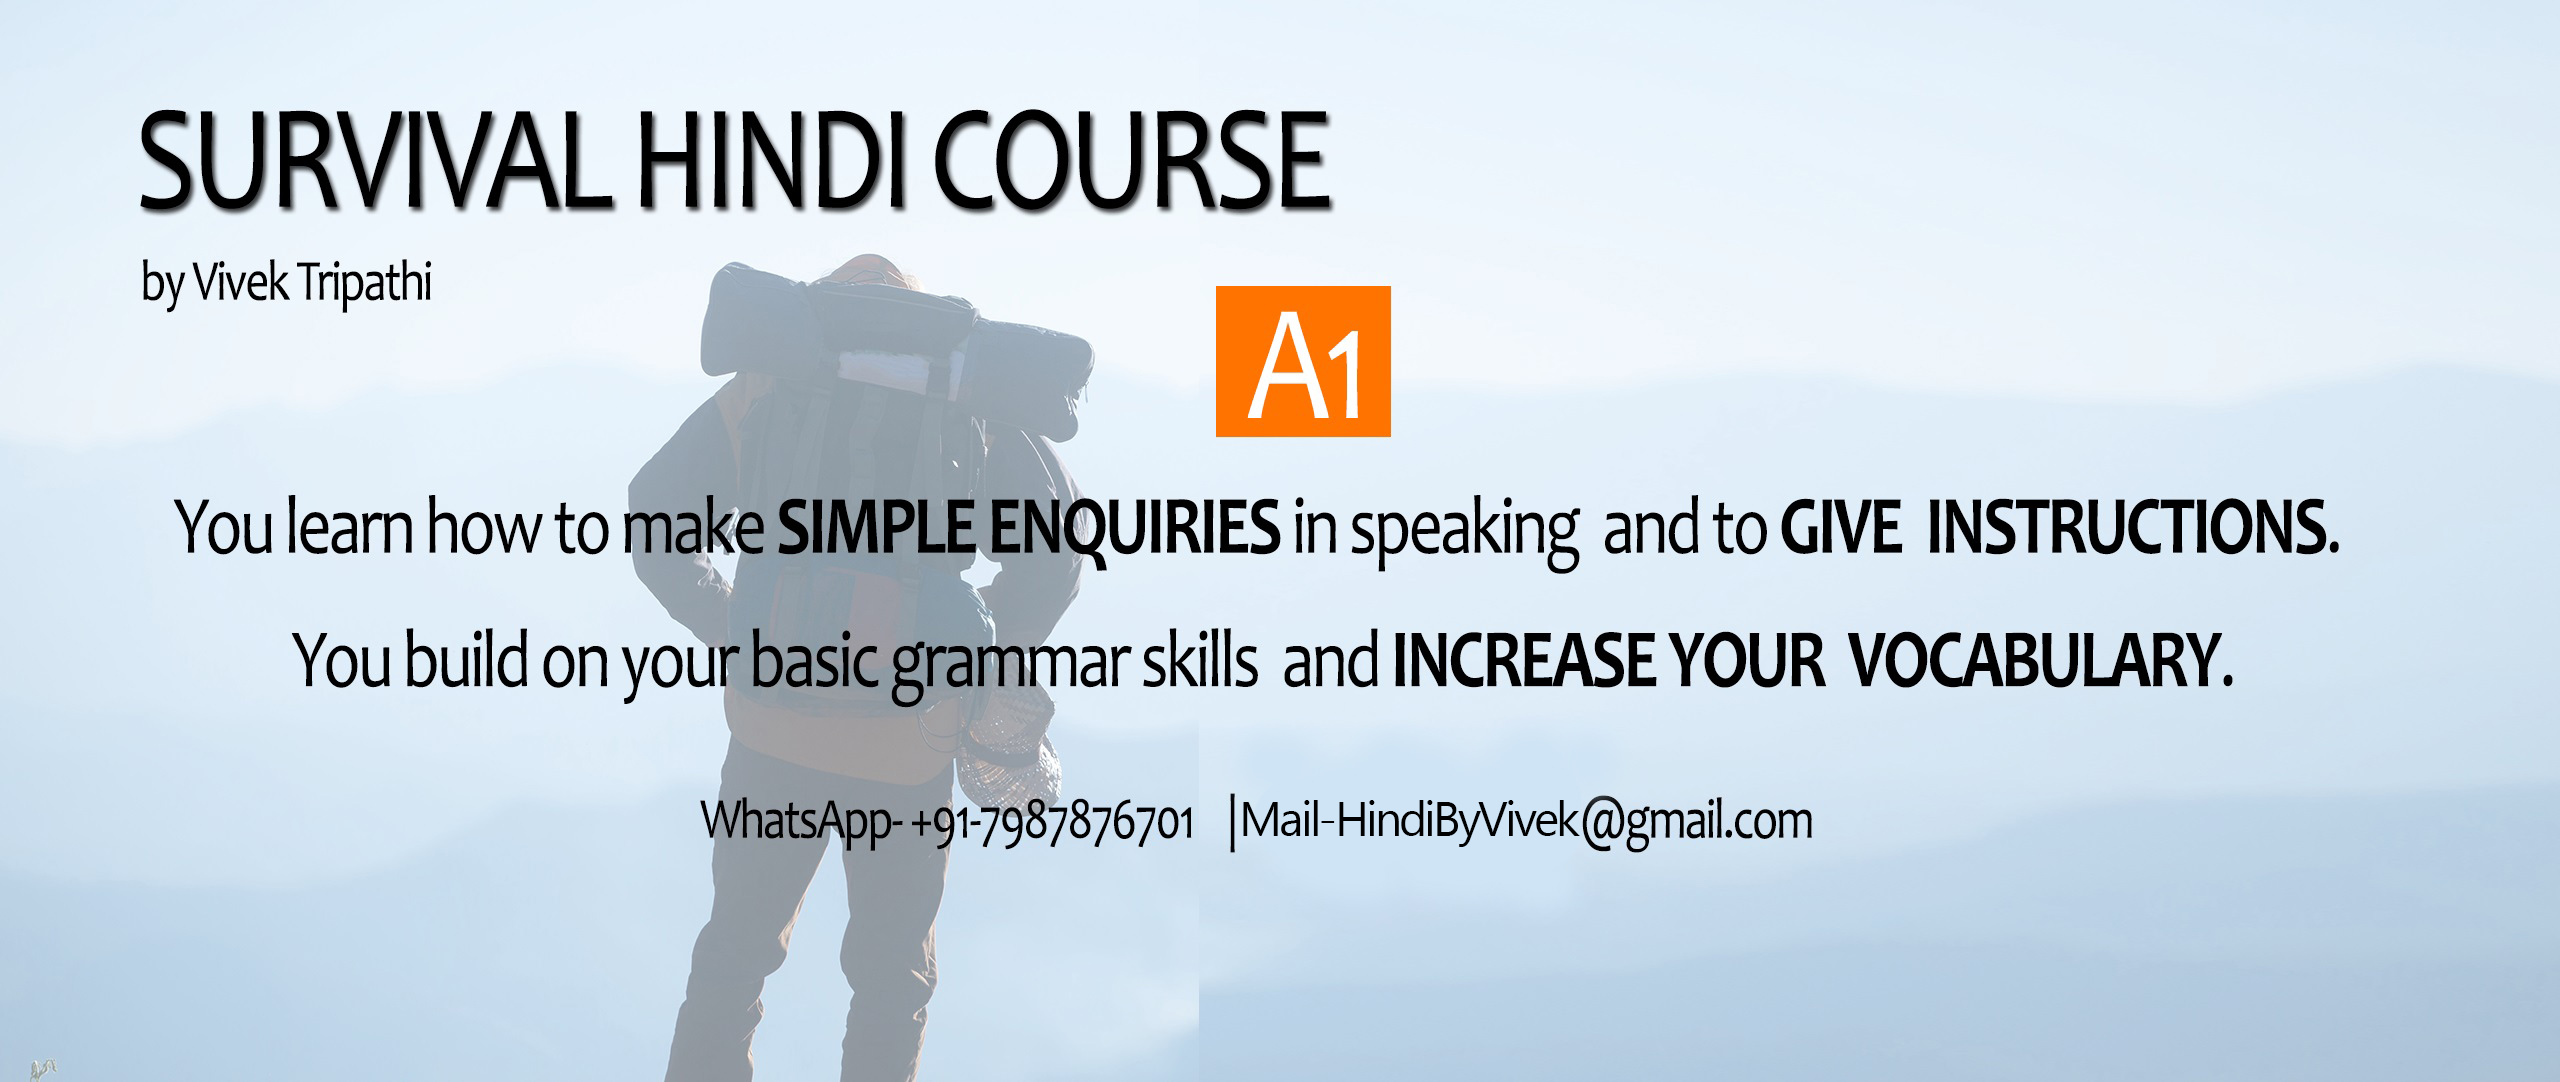 SURVIVAL HINDI COURSE
by Vivek Tripathi
A1
You learn how to make SIMPLE ENQUIRIES in speaking and to GIVE INSTRUCTIONS.
You build on your basic grammar skills and INCREASE YOUR VOCABULARY.
WhatsApp- +91-7987876701 |Mail-HindiByVivek@gmail.com